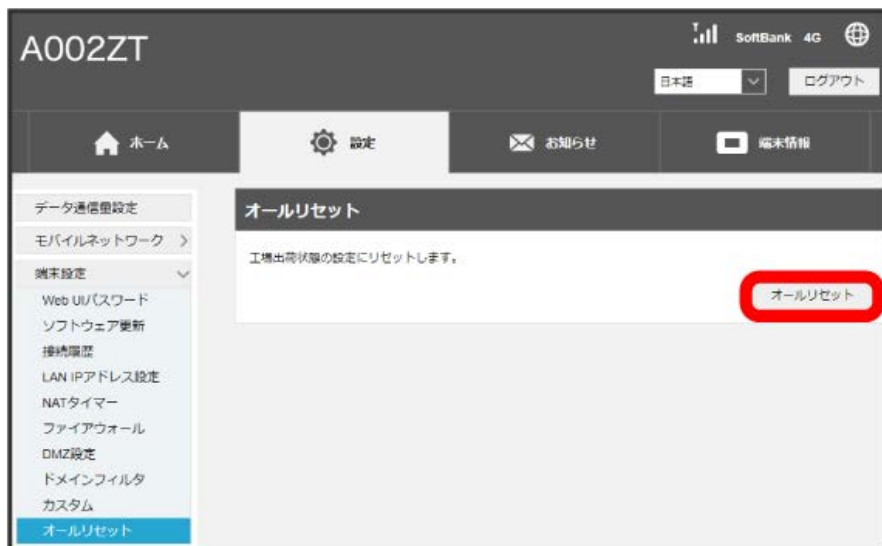 A002ZT
SoftBank 4G
日本語
ログアウト
ホーム
設定
お知らせ
端末情報
データ通信量設定
モバイルネットワーク
端末設定
Web UIパスワード
ソフトウェア更新
接続履歴
LAN IPアドレス設定
NATタイマー
ファイアウォール
DMZ設定
ドメインフィルタ
カスタム
オールリセット
オールリセット
工場出荷状態の設定にリセットします。
オールリセット